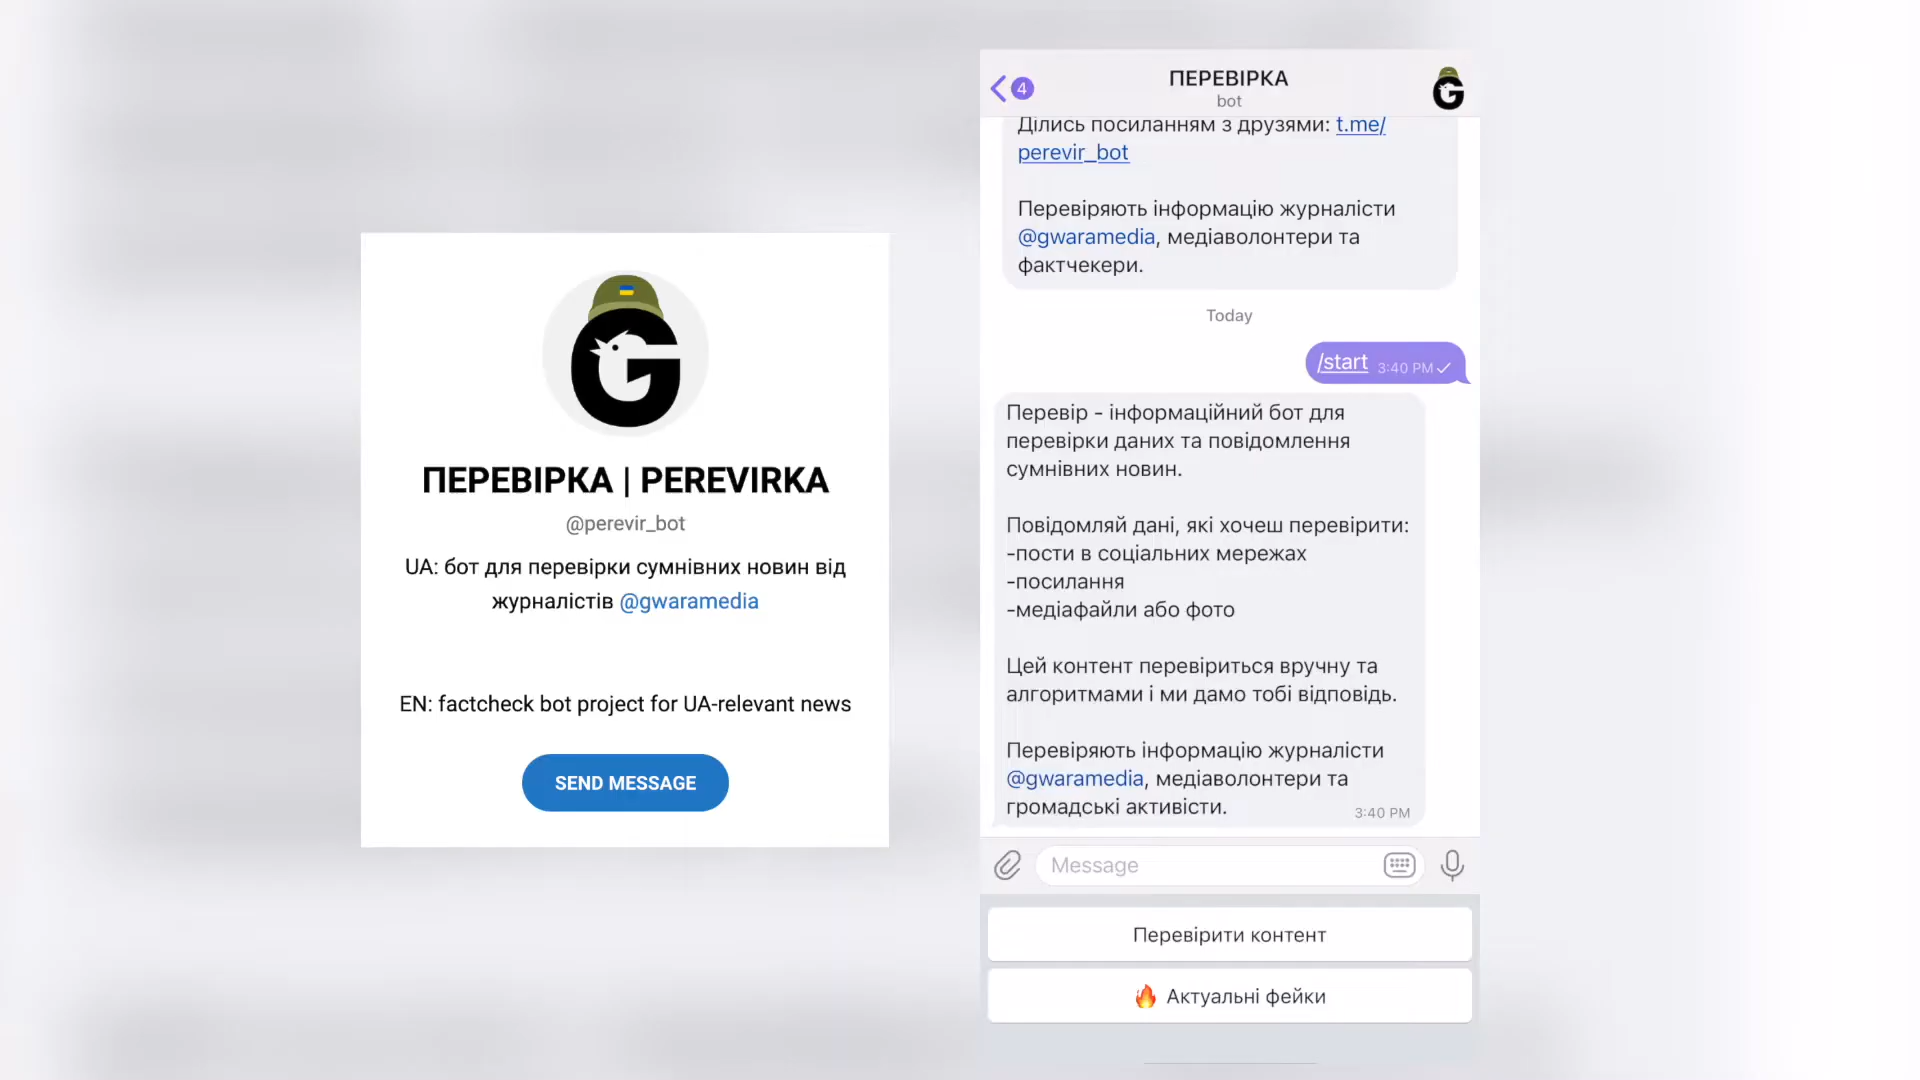 ПЕРЕВІРКА | PEREVIRKA
@perevir_bot
UA: бот для перевірки сумнівних новин від
журналістів @gwaramedia
EN: factcheck bot project for UA-relevant news
SEND MESSAGE
4
ПЕРЕВІРКА
bot
Ділись посиланням з друзями: t.me/
perevir_bot
Перевіряють інформацію журналісти
@gwaramedia, медіаволонтери та
фактчекери.
Today
/start 3:40 PM
Перевір - інформаційний бот для
перевірки даних та повідомлення
сумнівних новин.
Повідомляй дані, які хочеш перевірити:
-пости в соціальних мережах
-посилання
-медіафайли або фото
Цей контент перевіриться вручну та
алгоритмами і ми дамо тобі відповідь.
Перевіряють інформацію журналісти
@gwaramedia, медіаволонтери та
громадські активісти.
3:40 PM
Message
Перевірити контент
🔥 Актуальні фейки